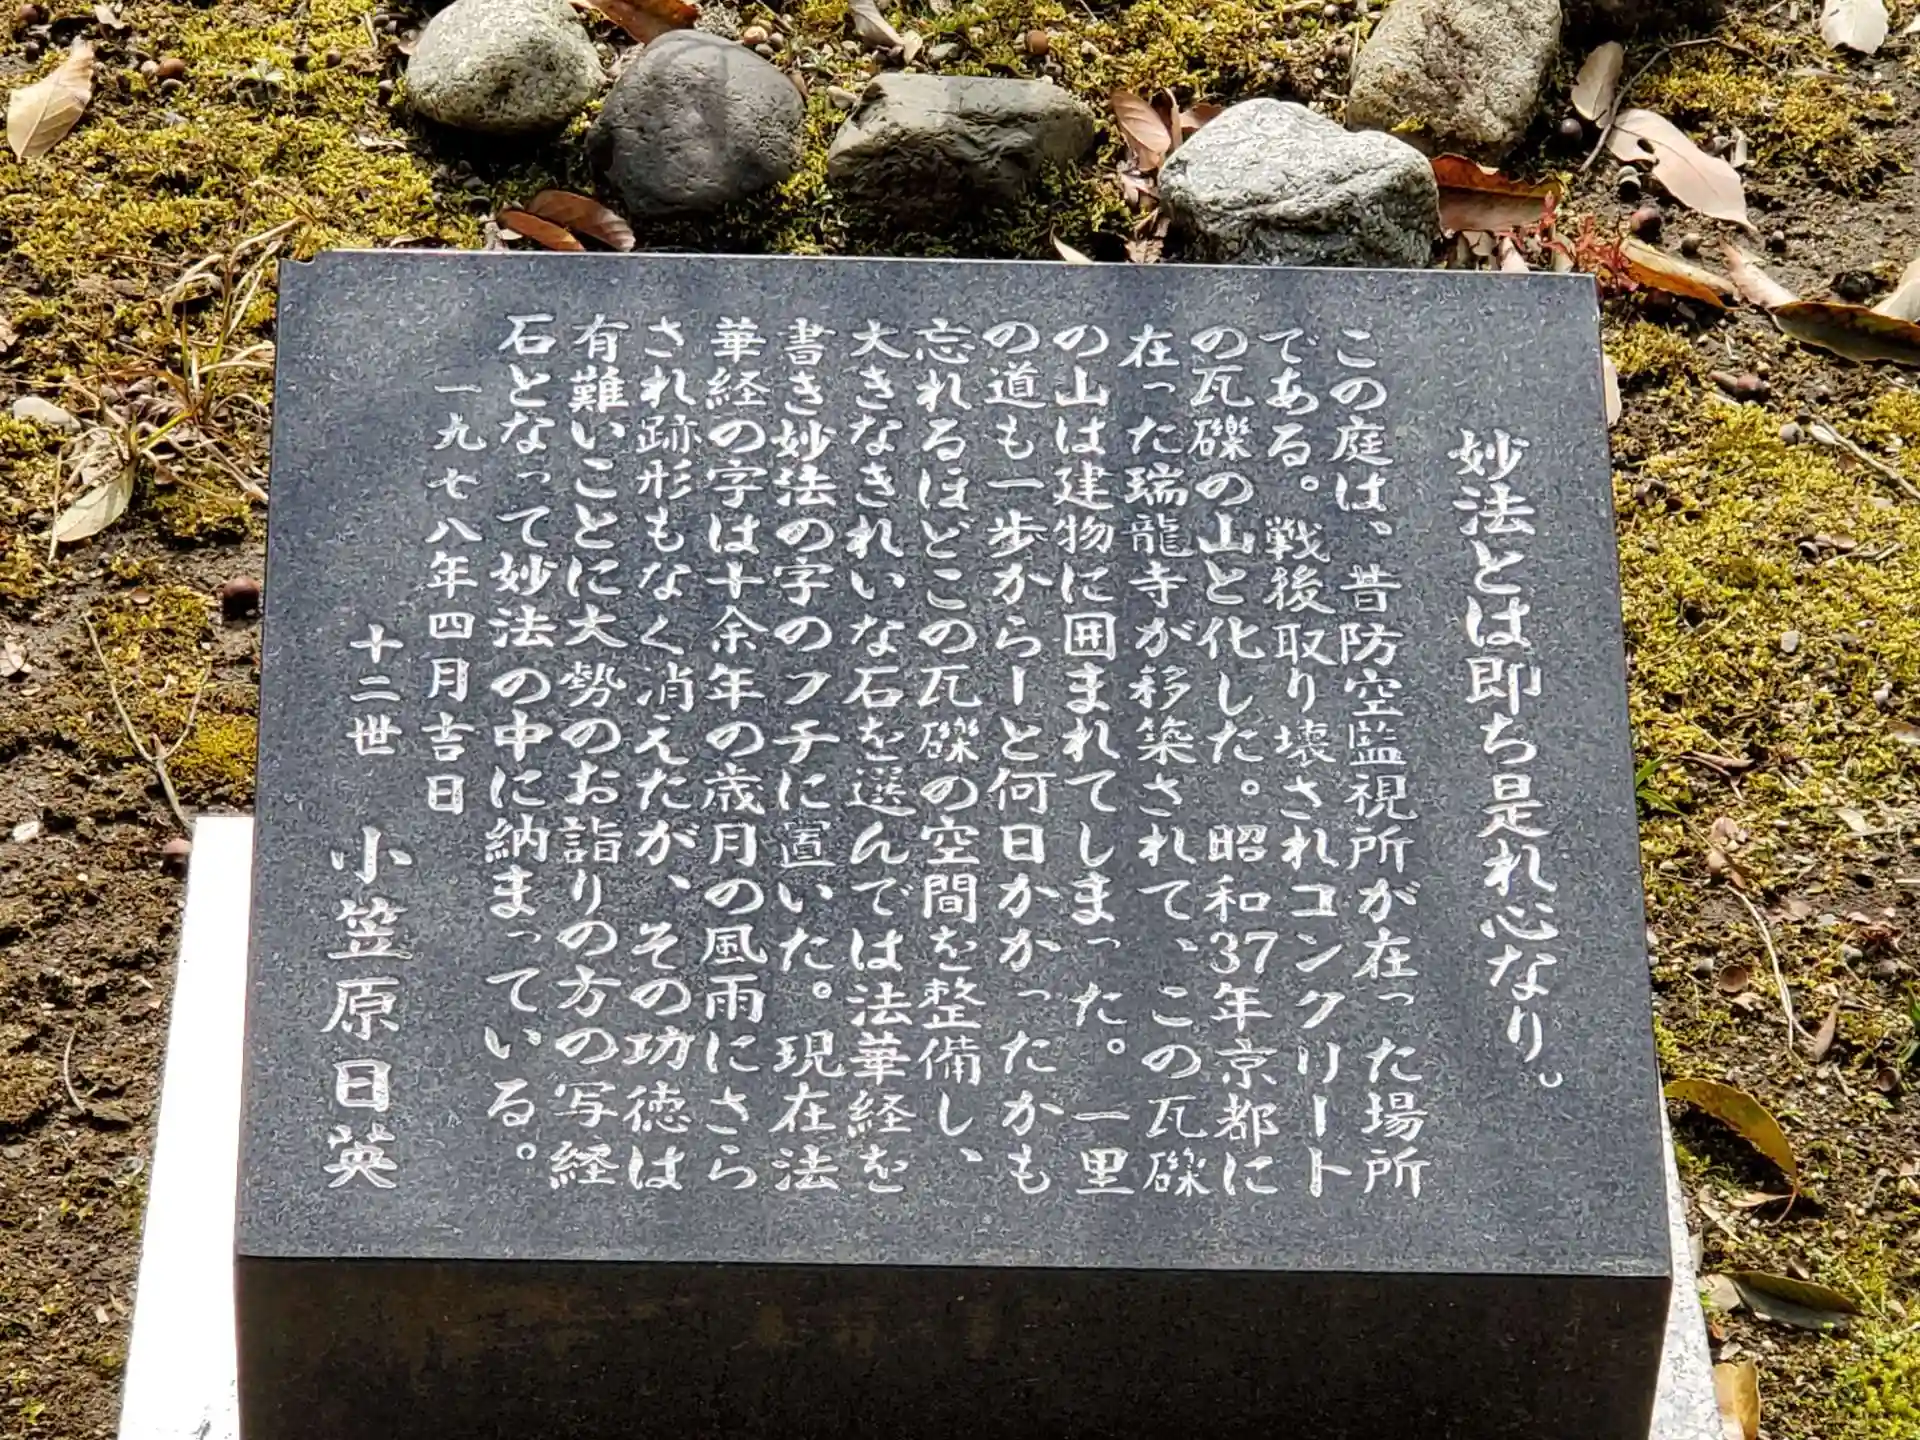 妙法とは即ち是れ心なり。
この庭は、昔防空監視所が在った場所
である。戦後取り壊されコンクリート
の瓦礫の山と化した。昭和37年京都に
在った瑞龍寺が移築されて、この瓦礫
の山は建物に囲まれてしまった。一里
の道も一歩からーと何日かかったかも
忘れるほどこの瓦礫の空間を整備し、
大きなきれいな石を選んでは法華経を
書き妙法の字のフチに置いた。現在法
華経の字は十余年の歳月の風雨にさら
され跡形もなく消えたが、その功徳は
有難いことに大勢のお詣りの方の写経
石となって妙法の中に納まっている。
一九七八年四月吉日
十二世 小笠原日英